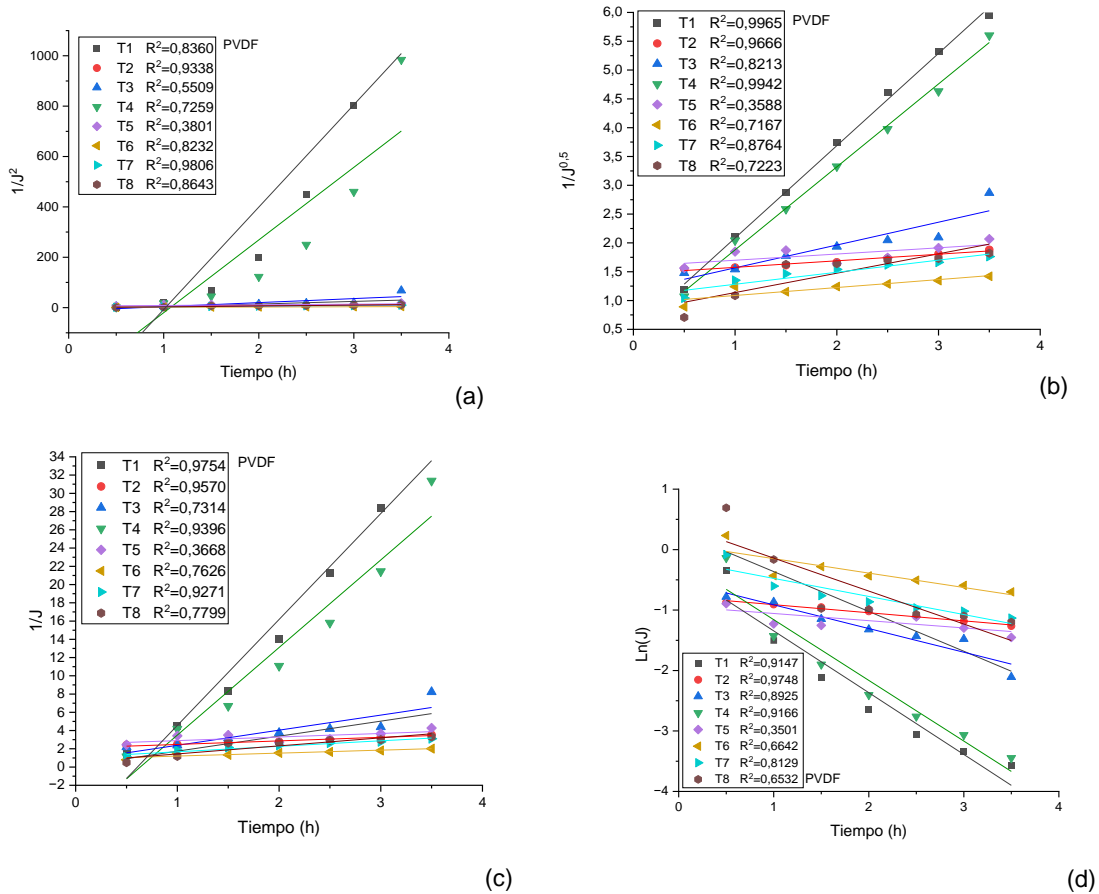 PVDF
T1 R²=0,8360
T2 R²=0,9338
T3 R²=0,5509
T4 R²=0,7259
T5 R²=0,3801
T6 R²=0,8232
T7 R²=0,9806
T8 R²=0,8643
1/J²
1000
800
600
400
200
0
0 1 2 3 4
Tiempo (h)
(a)
T1 R²=0,9965 PVDF
T2 R²=0,9666
T3 R²=0,8213
T4 R²=0,9942
T5 R²=0,3588
T6 R²=0,7167
T7 R²=0,8764
T8 R²=0,7223
1/J⁰,⁵
6,0
5,5
5,0
4,5
4,0
3,5
3,0
2,5
2,0
1,5
1,0
0,5
0 1 2 3 4
Tiempo (h)
(b)
PVDF
T1 R²=0,9754
T2 R²=0,9570
T3 R²=0,7314
T4 R²=0,9396
T5 R²=0,3668
T6 R²=0,7626
T7 R²=0,9271
T8 R²=0,7799
1/J
34
32
30
28
26
24
22
20
18
16
14
12
10
8
6
4
2
0
−2
0 1 2 3 4
Tiempo (h)
(c)
Ln(J)
1
0
−1
−2
−3
−4
T1 R²=0,9147
T2 R²=0,9748
T3 R²=0,8925
T4 R²=0,9166
T5 R²=0,3501
T6 R²=0,6642
T7 R²=0,8129
T8 R²=0,6532 PVDF
0 1 2 3 4
Tiempo (h)
(d)